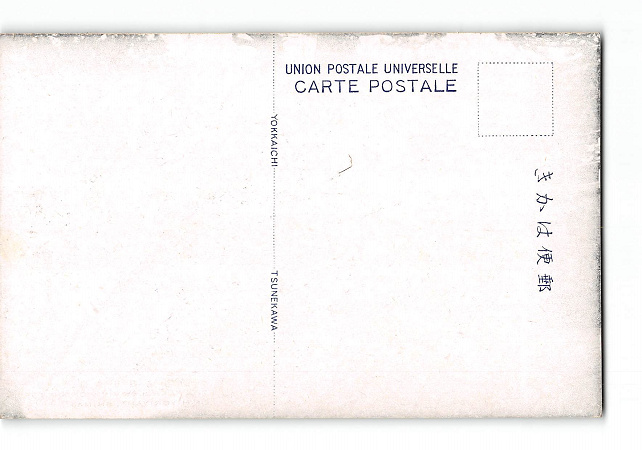 UNION POSTALE UNIVERSELLE
CARTE POSTALE
YOKKAICHI
TSUNEKAWA
きかは便郵